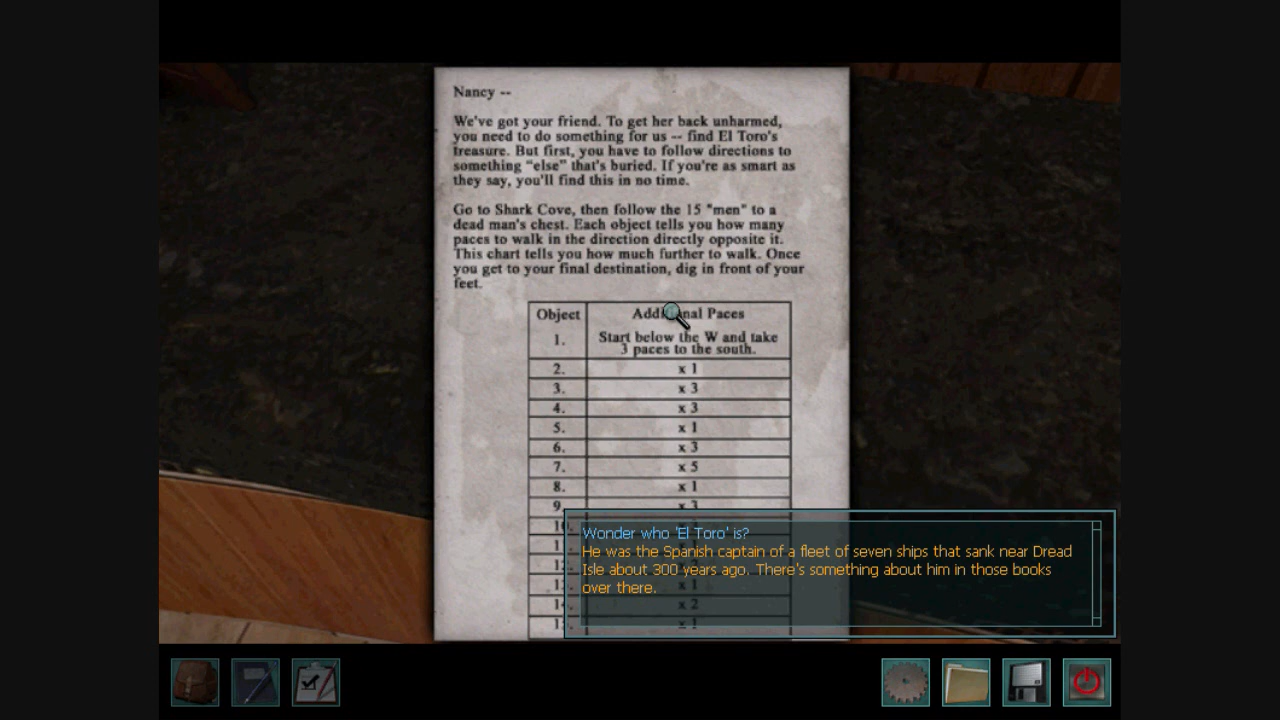 Nancy --
We've got your friend. To get her back unharmed,
you need to do something for us -- find El Toro's
treasure. But first, you have to follow directions to
something "else" that's buried. If you're as smart as
they say, you'll find this in no time.
Go to Shark Cove, then follow the 15 "men" to a
dead man's chest. Each object tells you how many
paces to walk in the direction directly opposite it.
This chart tells you how much further to walk. Once
you get to your final destination, dig in front of your
feet.
Object Additional Paces
1. Start below the W and take
3 paces to the south.
2. x 1
3. x 3
4. x 3
5. x 1
6. x 3
7. x 5
8. x 1
9. x 3
Wonder who 'El Toro' is?
He was the Spanish captain of a fleet of seven ships that sank near Dread
Isle about 300 years ago. There's something about him in those books
over there.
x 1
x 2
x 1